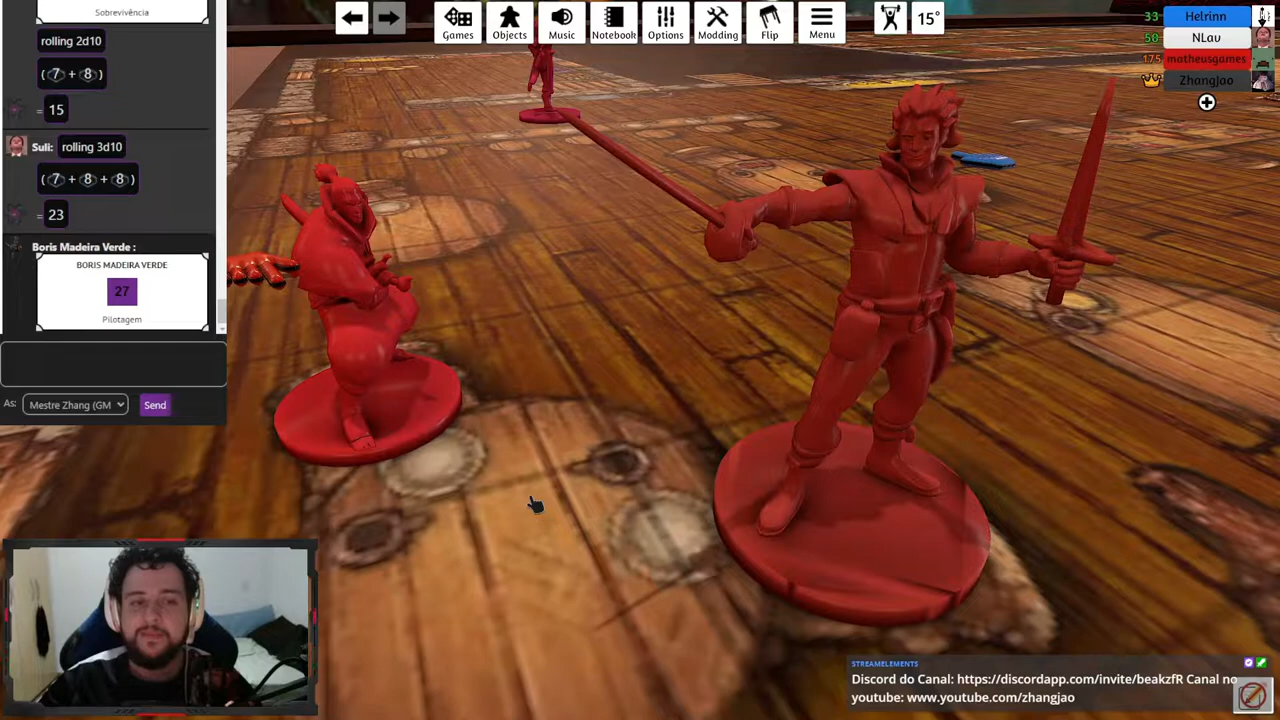 Sobrevivência
rolling 2d10
(7 + 8)
= 15
Suli: rolling 3d10
(7 + 8 + 8)
= 23
Boris Madeira Verde :
BORIS MADEIRA VERDE
27
Pilotagem
As: Mestre Zhang (GM Send
Games Objects Music Notebook Options Modding Flip Menu 15°
33 Helrinn
50 NLau
175 matheusgames
ZhangJao
STREAMELEMENTS
Discord do Canal: https://discordapp.com/invite/beakzfR Canal no
youtube: www.youtube.com/zhangjao